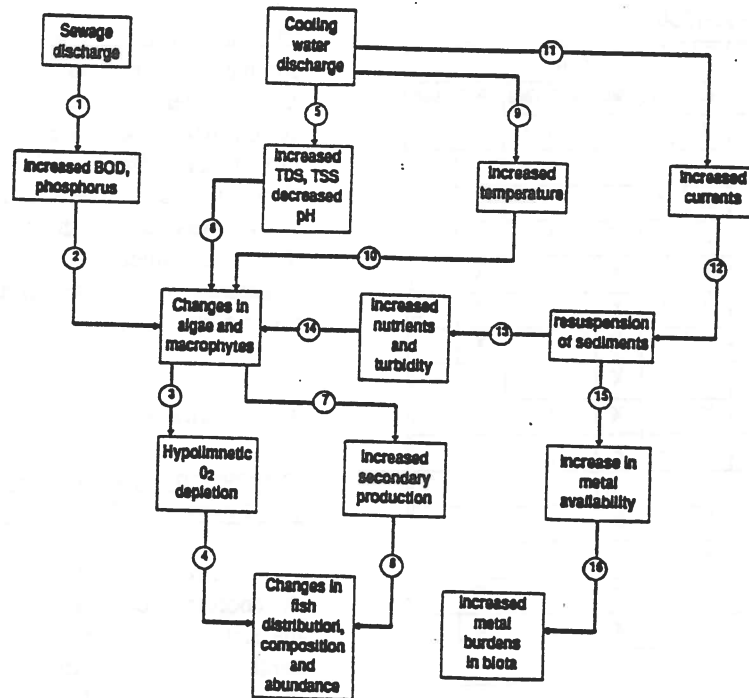 Sewage
discharge
Cooling
water
discharge
11
1
5
9
Increased BOD,
phosphorus
Increased
TDS, TSS
decreased
pH
Increased
temperature
Increased
currents
6
2
10
12
Changes in
algae and
macrophytes
14
Increased
nutrients
and
turbidity
13
resuspension
of sediments
3
7
15
Hypolimnetic
O2
depletion
Increased
secondary
production
Increase in
metal
availability
4
8
16
Changes in
fish
distribution,
composition
and
abundance
Increased
metal
burdens
in biota